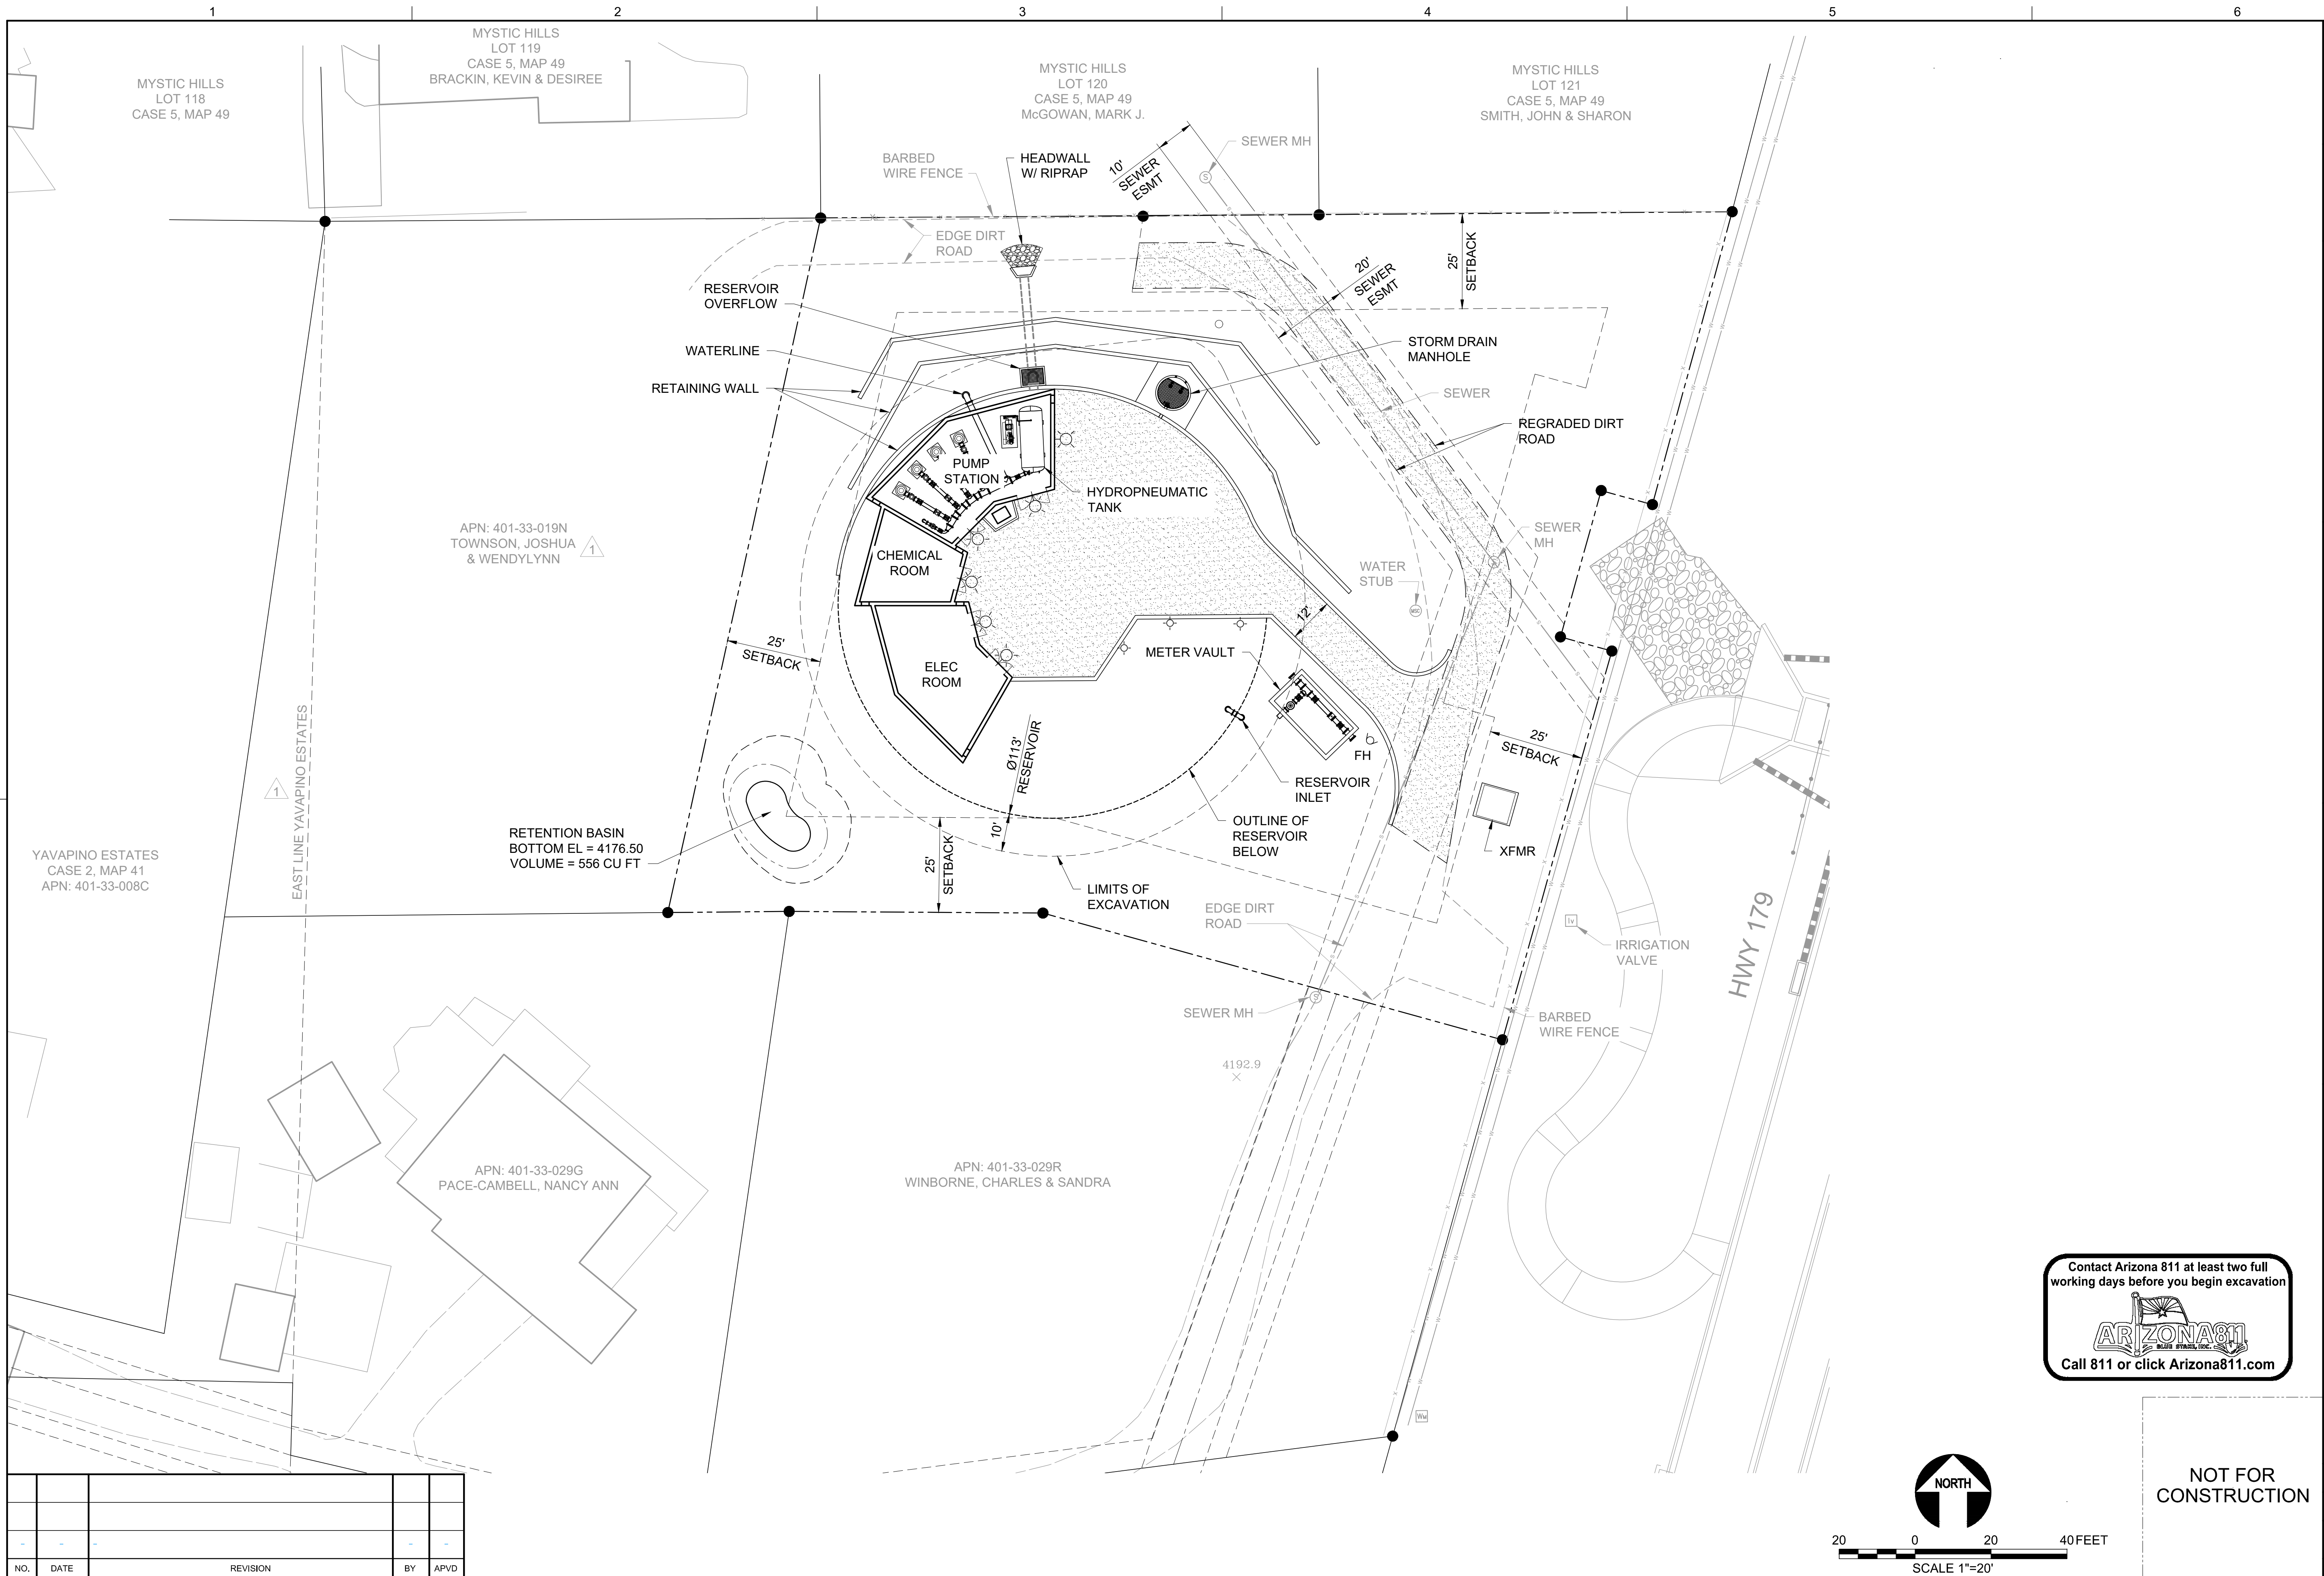 1
2
3
4
5
6
MYSTIC HILLS
LOT 118
CASE 5, MAP 49
MYSTIC HILLS
LOT 119
CASE 5, MAP 49
BRACKIN, KEVIN & DESIREE
MYSTIC HILLS
LOT 120
CASE 5, MAP 49
McGOWAN, MARK J.
MYSTIC HILLS
LOT 121
CASE 5, MAP 49
SMITH, JOHN & SHARON
BARBED
WIRE FENCE
HEADWALL
W/ RIPRAP
10'
SEWER
ESMT
SEWER MH
S
EDGE DIRT
ROAD
20'
SEWER
ESMT
25'
SETBACK
RESERVOIR
OVERFLOW
WATERLINE
RETAINING WALL
STORM DRAIN
MANHOLE
SEWER
REGRADED DIRT
ROAD
PUMP
STATION
HYDROPNEUMATIC
TANK
APN: 401-33-019N
TOWNSON, JOSHUA
& WENDYLYNN
1
CHEMICAL
ROOM
SEWER
MH
S
WATER
STUB
WSC
12'
25'
SETBACK
ELEC
ROOM
METER VAULT
FH
25'
SETBACK
EAST LINE YAVAPINO ESTATES
1
Ø113'
RESERVOIR
RESERVOIR
INLET
OUTLINE OF
RESERVOIR
BELOW
XFMR
RETENTION BASIN
BOTTOM EL = 4176.50
VOLUME = 556 CU FT
10'
25'
SETBACK
YAVAPINO ESTATES
CASE 2, MAP 41
APN: 401-33-008C
LIMITS OF
EXCAVATION
EDGE DIRT
ROAD
IV
IRRIGATION
VALVE
HWY 179
SEWER MH
S
BARBED
WIRE FENCE
4192.9
APN: 401-33-029G
PACE-CAMBELL, NANCY ANN
APN: 401-33-029R
WINBORNE, CHARLES & SANDRA
WM
Contact Arizona 811 at least two full
working days before you begin excavation
ARIZONA811
BLUE STAKE, INC.
Call 811 or click Arizona811.com
NORTH
20 0 20 40 FEET
SCALE 1"=20'
NOT FOR
CONSTRUCTION
- - - - -
NO. DATE REVISION BY APVD